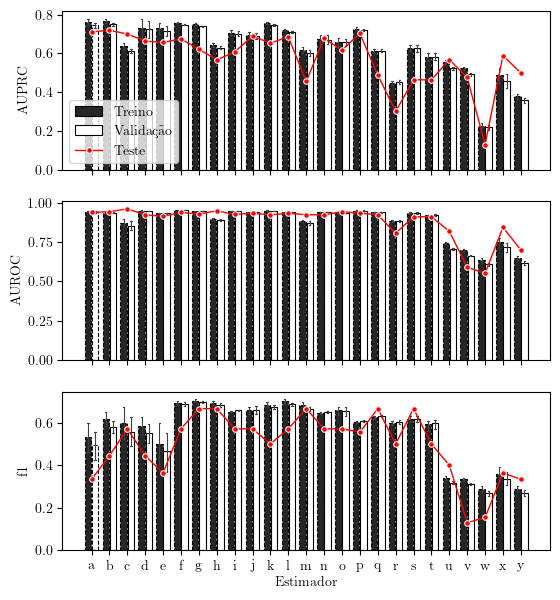 0.8
0.6
0.4
0.2
0.0
AUPRC
Treino
Validação
Teste
1.00
0.75
0.50
0.25
0.00
AUROC
0.6
0.4
0.2
0.0
f1
a b c d e f g h i j k l m n o p q r s t u v w x y
Estimador